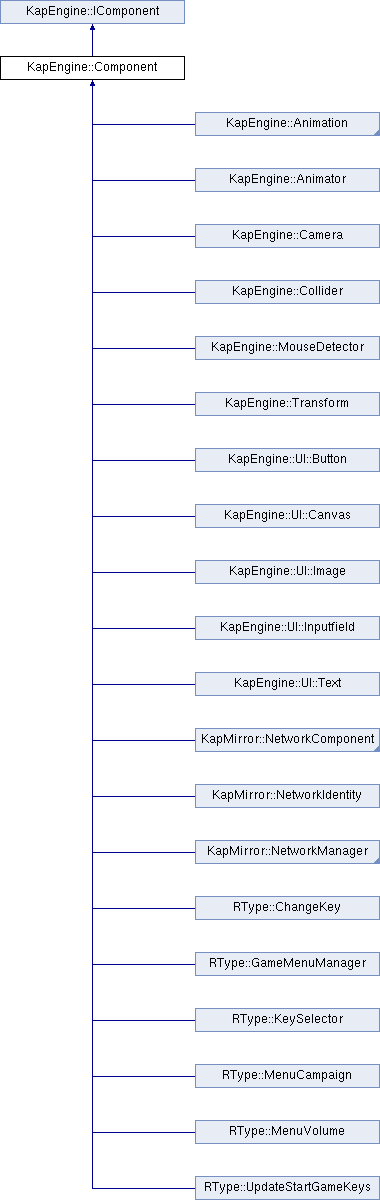 KapEngine::IComponent
KapEngine::Component
KapEngine::Animation
KapEngine::Animator
KapEngine::Camera
KapEngine::Collider
KapEngine::MouseDetector
KapEngine::Transform
KapEngine::UI::Button
KapEngine::UI::Canvas
KapEngine::UI::Image
KapEngine::UI::Inputfield
KapEngine::UI::Text
KapMirror::NetworkComponent
KapMirror::NetworkIdentity
KapMirror::NetworkManager
RType::ChangeKey
RType::GameMenuManager
RType::KeySelector
RType::MenuCampaign
RType::MenuVolume
RType::UpdateStartGameKeys